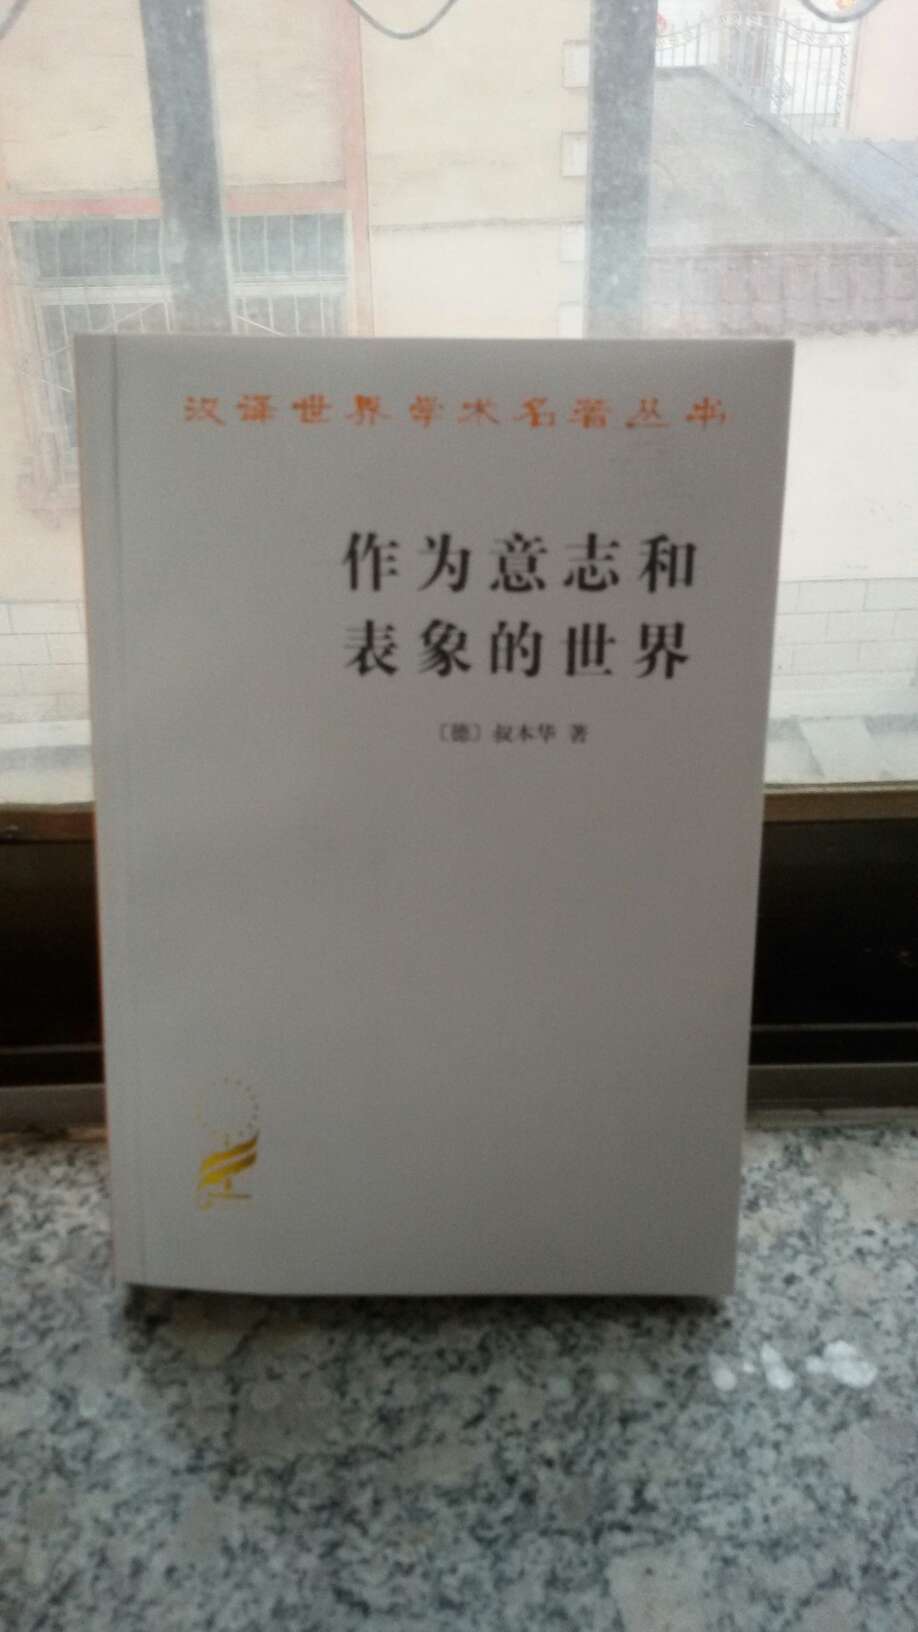 汉译世界学术名著丛书
作为意志和
表象的世界
〔德〕叔本华 著